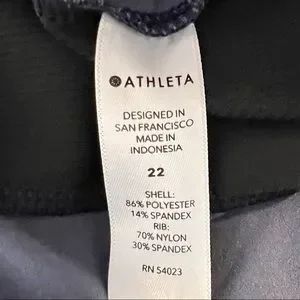 ATHLETA
DESIGNED IN
SAN FRANCISCO
MADE IN
INDONESIA
22
SHELL:
86% POLYESTER
14% SPANDEX
RIB:
70% NYLON
30% SPANDEX
RN 54023